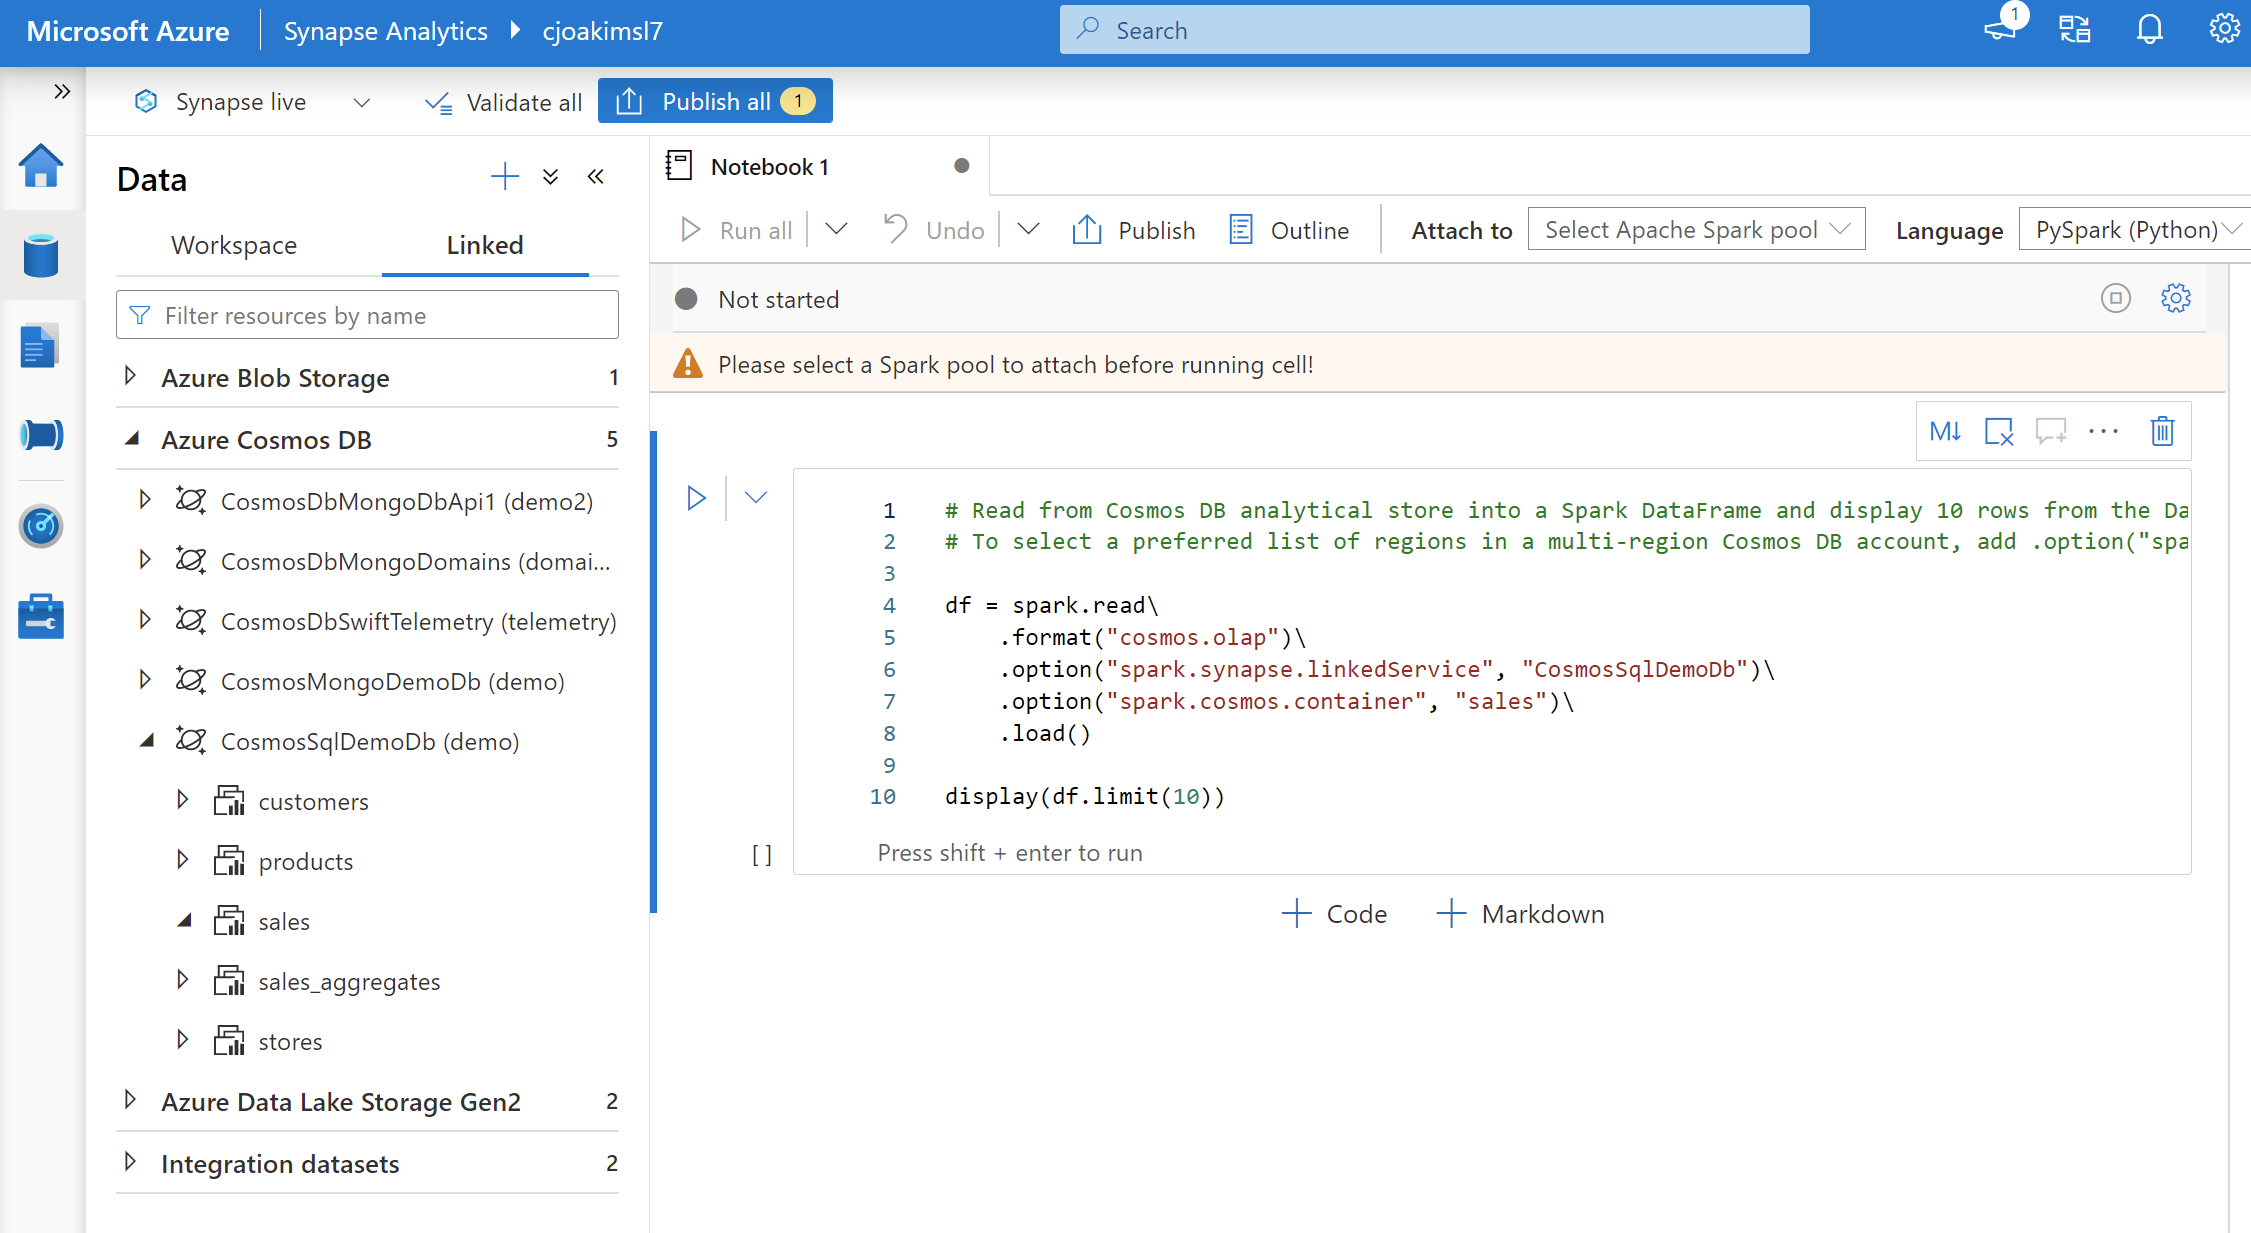 Microsoft Azure
Synapse Analytics
cjoakimsl7
Search
1
Synapse live
Validate all
Publish all 1
Data
Workspace
Linked
Filter resources by name
Azure Blob Storage 1
Azure Cosmos DB 5
CosmosDbMongoDbApi1 (demo2)
CosmosDbMongoDomains (domai...
CosmosDbSwiftTelemetry (telemetry)
CosmosMongoDemoDb (demo)
CosmosSqlDemoDb (demo)
customers
products
sales
sales_aggregates
stores
Azure Data Lake Storage Gen2 2
Integration datasets 2
Notebook 1
Run all
Undo
Publish
Outline
Attach to
Select Apache Spark pool
Language
PySpark (Python)
Not started
Please select a Spark pool to attach before running cell!
M↓
1 # Read from Cosmos DB analytical store into a Spark DataFrame and display 10 rows from the Da
2 # To select a preferred list of regions in a multi-region Cosmos DB account, add .option("spa
3
4 df = spark.read\
5     .format("cosmos.olap")\
6     .option("spark.synapse.linkedService", "CosmosSqlDemoDb")\
7     .option("spark.cosmos.container", "sales")\
8     .load()
9
10 display(df.limit(10))
[ ]
Press shift + enter to run
Code
Markdown